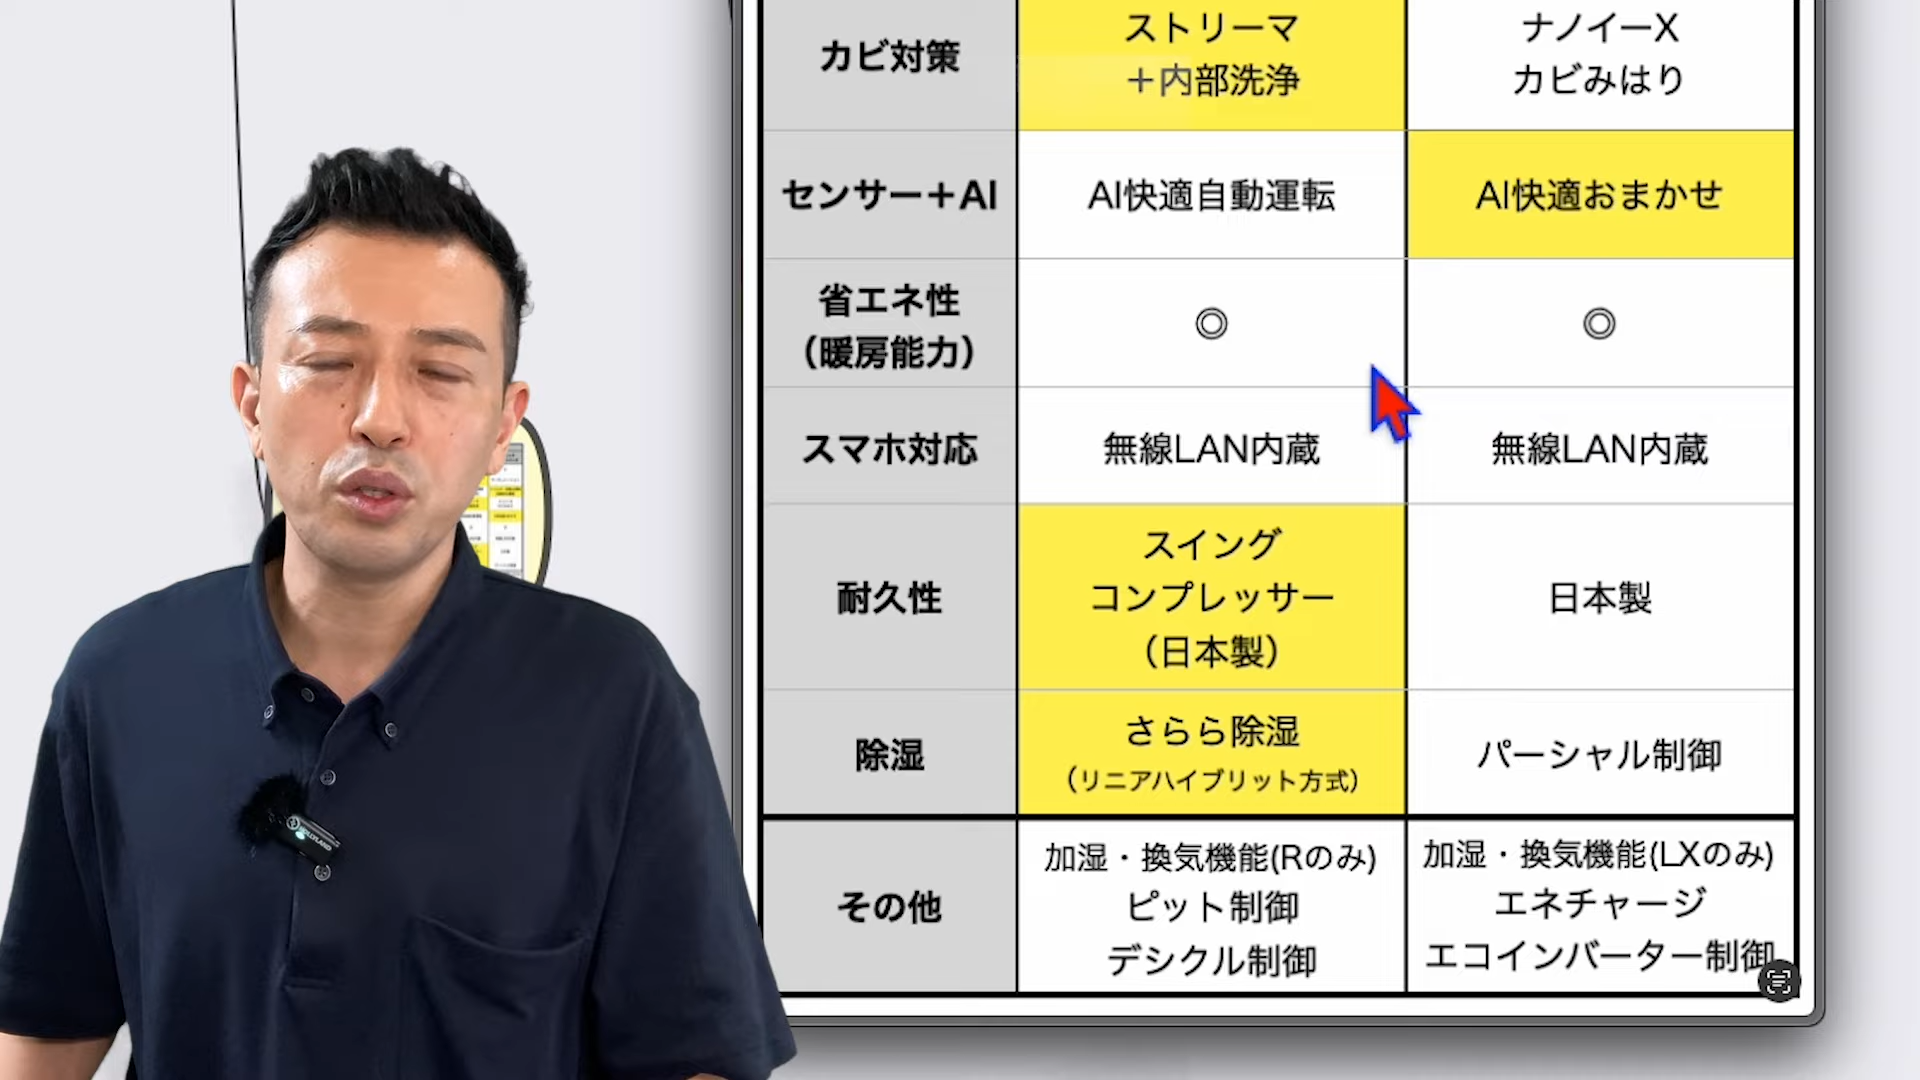 カビ対策
ストリーマ
＋内部洗浄
ナノイーX
カビみはり
センサー＋AI
AI快適自動運転
AI快適おまかせ
省エネ性
（暖房能力）
◎
◎
スマホ対応
無線LAN内蔵
無線LAN内蔵
耐久性
スイング
コンプレッサー
（日本製）
日本製
除湿
さらら除湿
（リニアハイブリット方式）
パーシャル制御
その他
加湿・換気機能(Rのみ)
ピット制御
デシクル制御
加湿・換気機能(LXのみ)
エネチャージ
エコインバーター制御